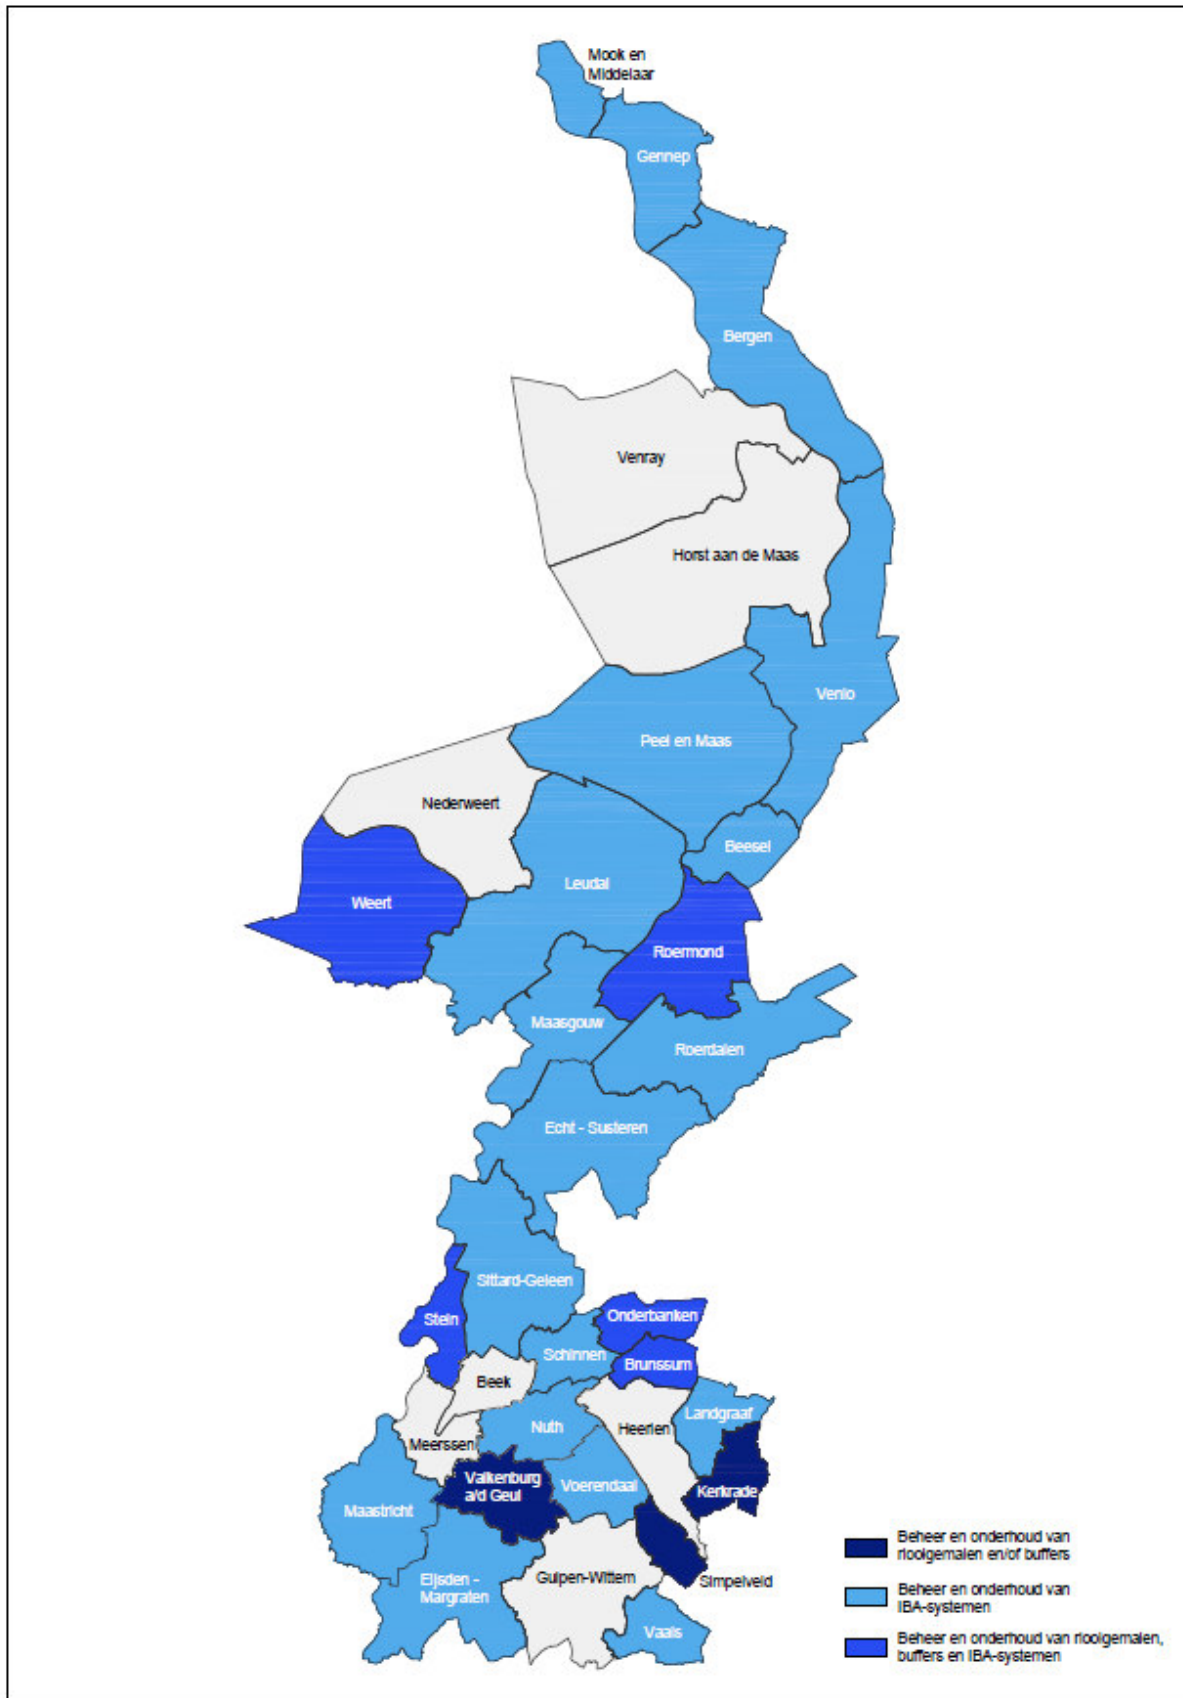 Mook en
Middelaar
Gennep
Bergen
Venray
Horst aan de Maas
Venlo
Peel en Maas
Nederweert
Beesel
Leudal
Weert
Roermond
Maasgouw
Roerdalen
Echt - Susteren
Sittard-Geleen
Stein
Onderbanken
Schinnen
Brunssum
Beek
Landgraaf
Nuth
Heerlen
Meerssen
Valkenburg
a/d Geul
Voerendaal
Kerkrade
Maastricht
Eijsden -
Margraten
Gulpen-Wittem
Simpelveld
Vaals
Beheer en onderhoud van
rioolgemalen en/of buffers
Beheer en onderhoud van
IBA-systemen
Beheer en onderhoud van rioolgemalen,
buffers en IBA-systemen